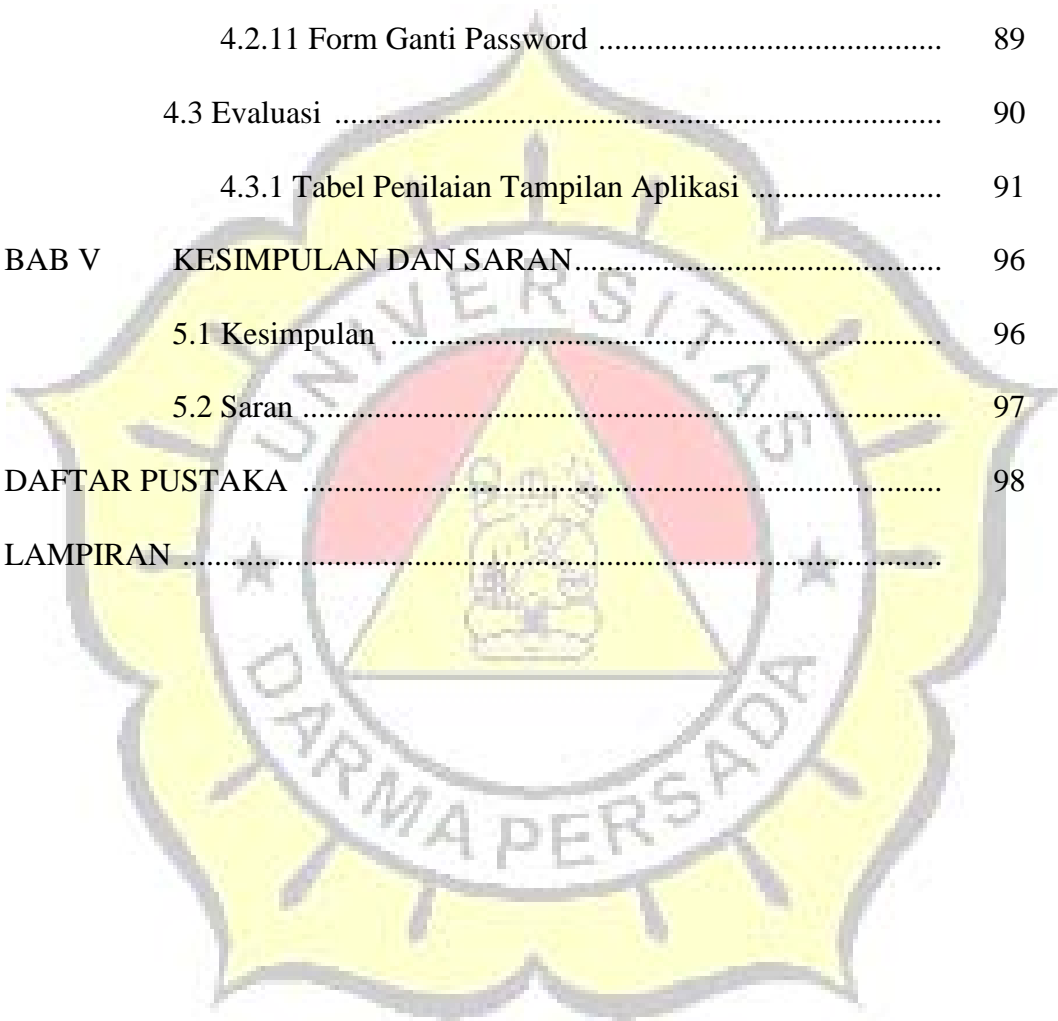 4.2.11 Form Ganti Password ........................................... 89
4.3 Evaluasi ............................................................................ 90
4.3.1 Tabel Penilaian Tampilan Aplikasi ........................ 91
BAB V KESIMPULAN DAN SARAN.............................................. 96
5.1 Kesimpulan ..................................................................... 96
5.2 Saran ................................................................................ 97
DAFTAR PUSTAKA ................................................................................ 98
LAMPIRAN ...............................................................................................
UNIVERSITAS
DARMA PERSADA